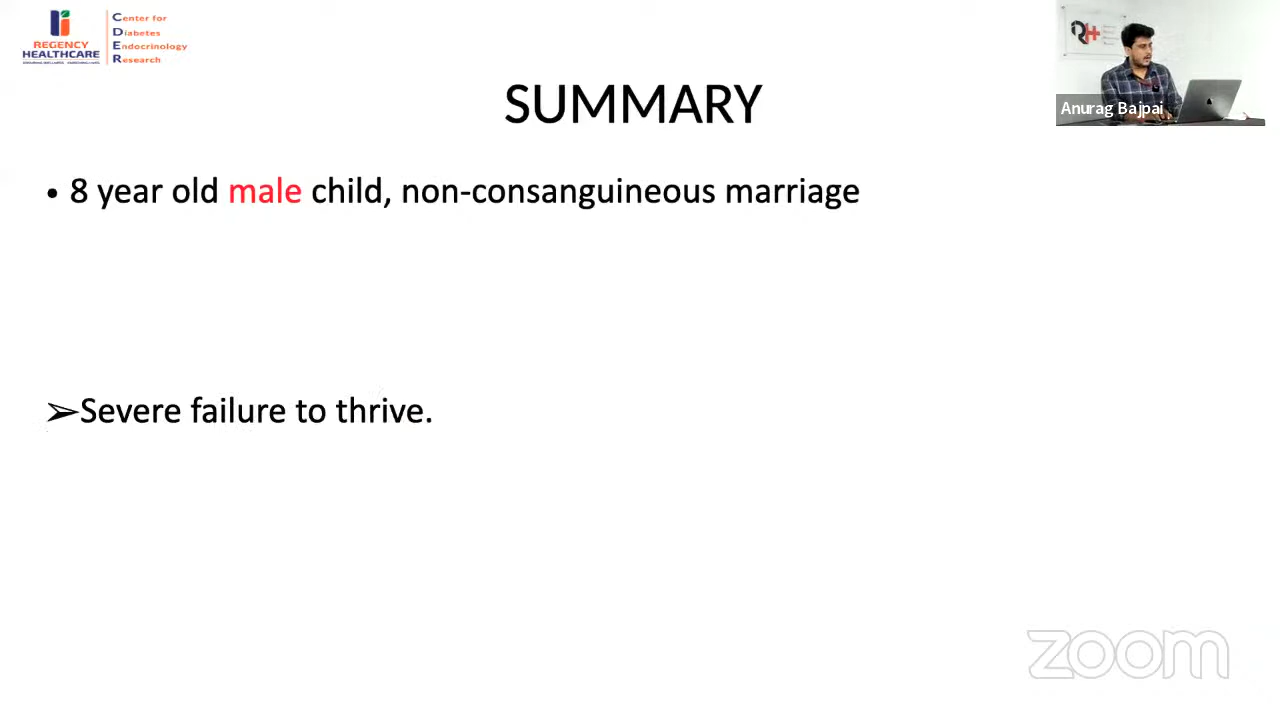 REGENCY
HEALTHCARE
Center for
Diabetes
Endocrinology
Research
RH+
Anurag Bajpai
SUMMARY
• 8 year old male child, non-consanguineous marriage
➢Severe failure to thrive.
zoom